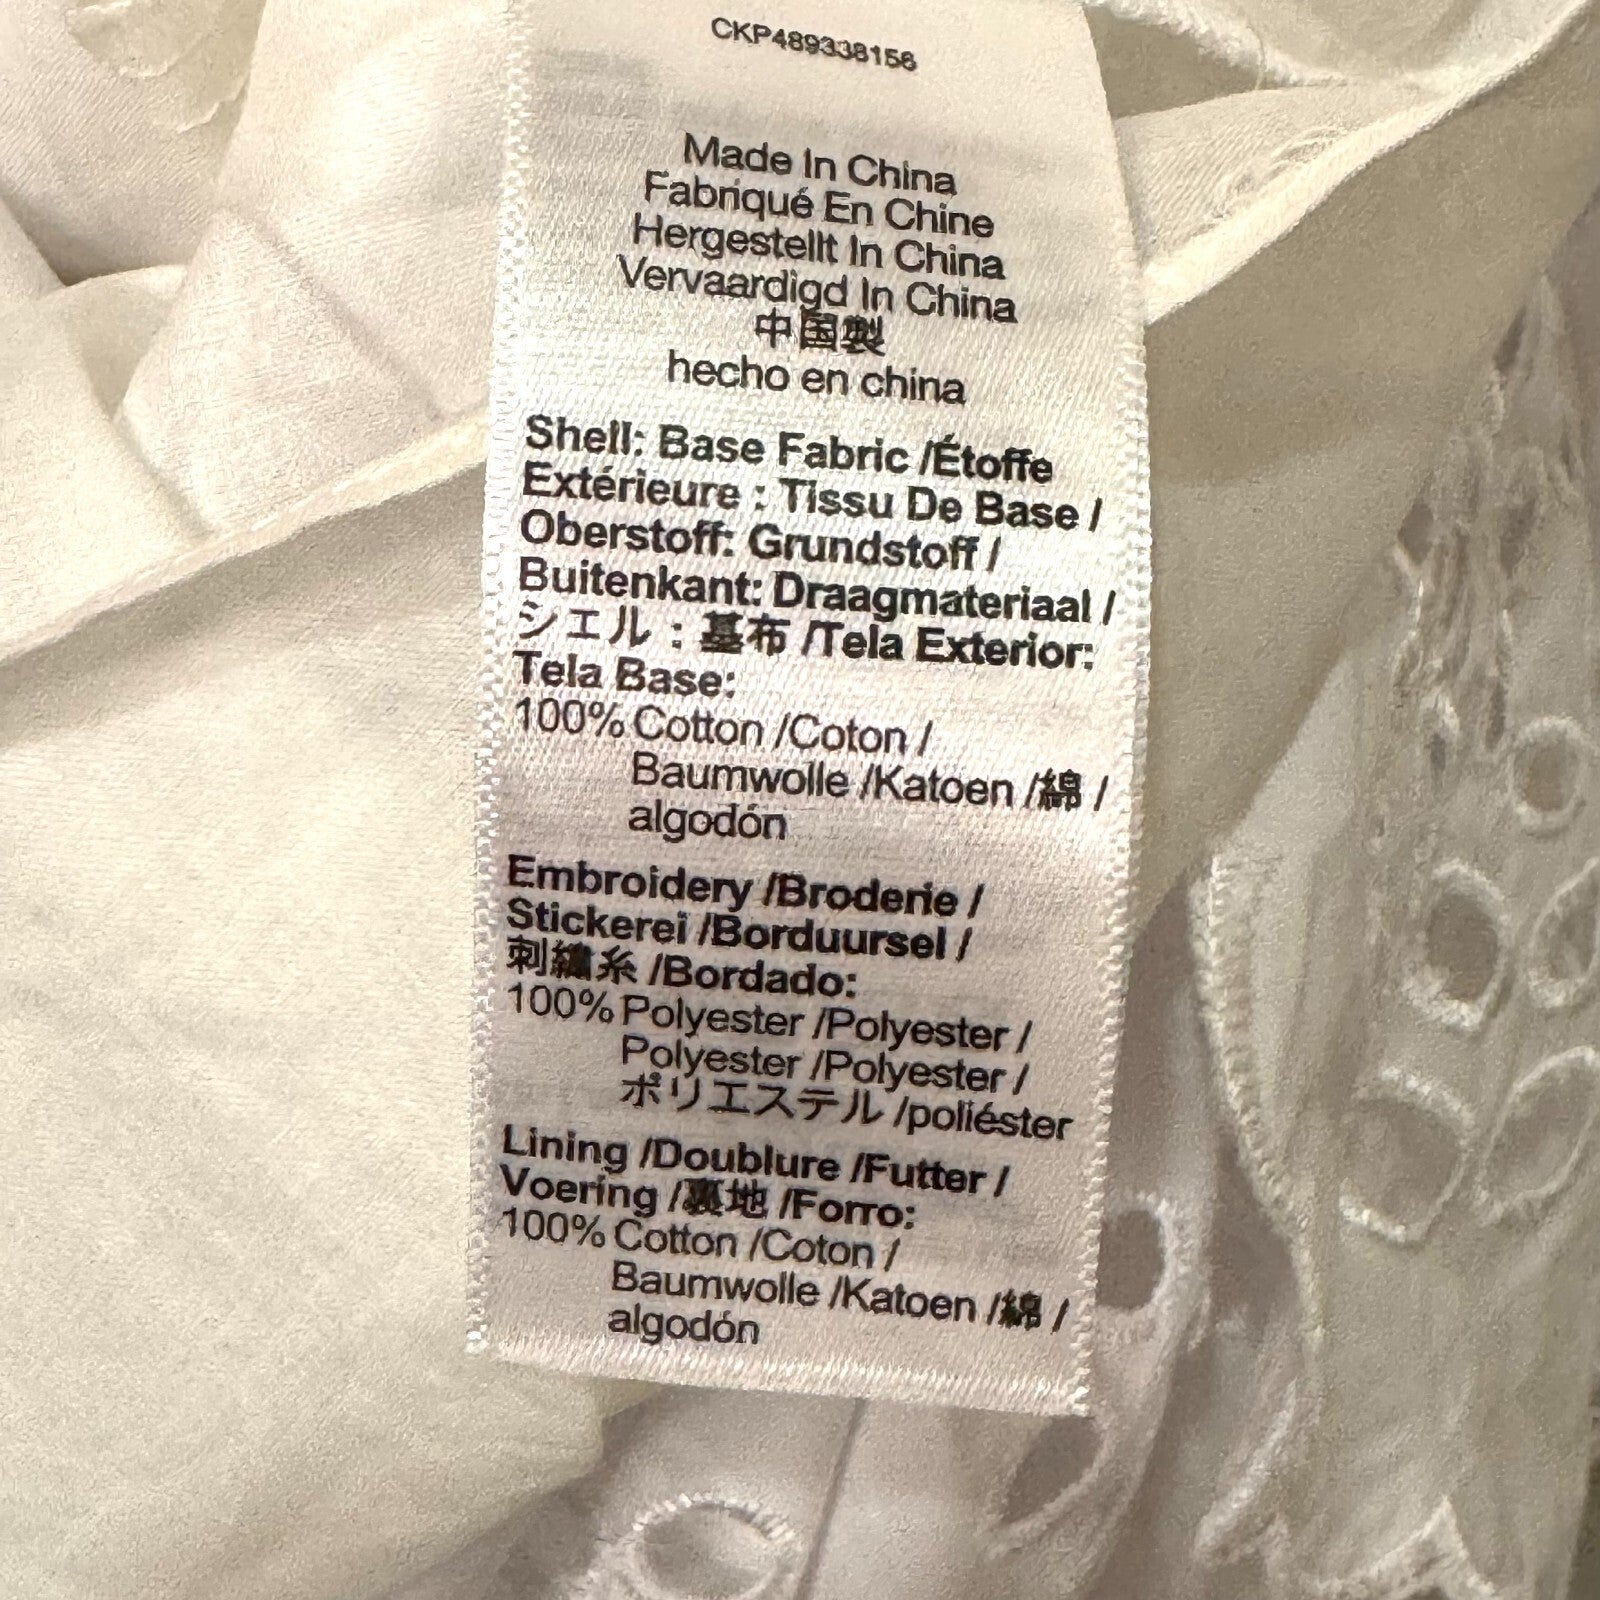 CKP489338156
Made In China
Fabriqué En Chine
Hergestellt In China
Vervaardigd In China
中国製
hecho en china
Shell: Base Fabric /Étoffe
Extérieure : Tissu De Base /
Oberstoff: Grundstoff /
Buitenkant: Draagmateriaal /
シェル : 基布 /Tela Exterior:
Tela Base:
100% Cotton /Coton /
Baumwolle /Katoen /綿 /
algodón
Embroidery /Broderie /
Stickerei /Borduursel /
刺繍糸 /Bordado:
100% Polyester /Polyester /
Polyester /Polyester /
ポリエステル /poliéster
Lining /Doublure /Futter /
Voering /裏地 /Forro:
100% Cotton /Coton /
Baumwolle /Katoen /綿 /
algodón